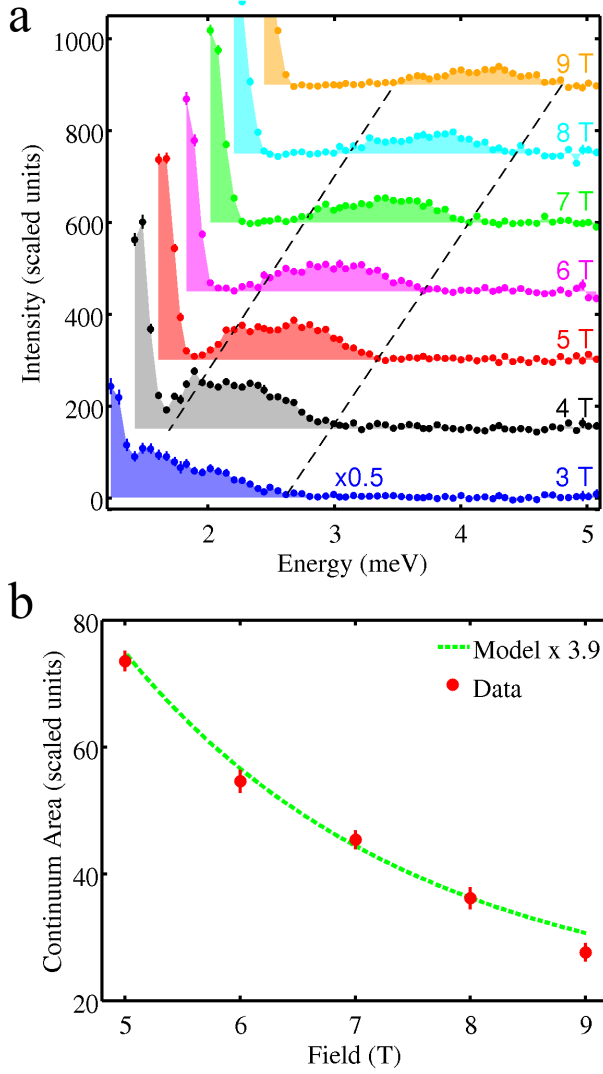 a
1000
800
600
400
200
0
Intensity (scaled units)
9 T
8 T
7 T
6 T
5 T
4 T
x0.5
3 T
2 3 4 5
Energy (meV)
b
80
60
40
20
Continuum Area (scaled units)
Model x 3.9
Data
5 6 7 8 9
Field (T)